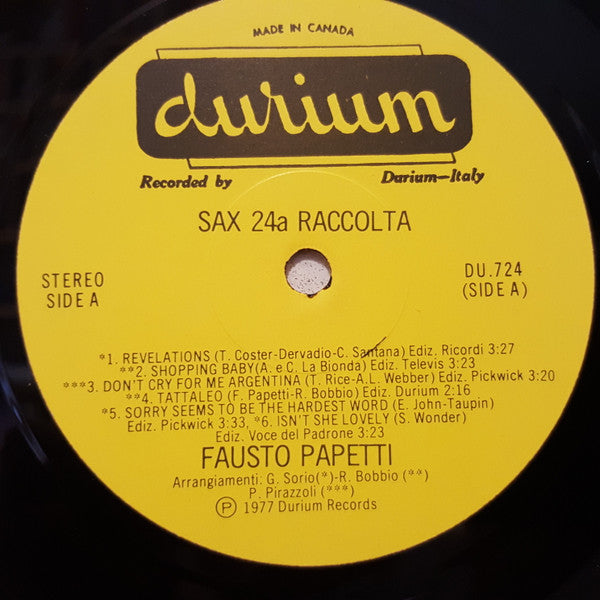 MADE IN CANADA
durium
Recorded by Durium—Italy
SAX 24a RACCOLTA
STEREO
SIDE A
DU.724
(SIDE A)
*1. REVELATIONS (T. Coster-Dervadio-C. Santana) Ediz. Ricordi 3:27
**2. SHOPPING BABY (A. e C. La Bionda) Ediz. Televis 3:23
***3. DON'T CRY FOR ME ARGENTINA (T. Rice-A.L. Webber) Ediz. Pickwick 3:20
**4. TATTALEO (F. Papetti-R. Bobbio) Ediz. Durium 2:16
*5. SORRY SEEMS TO BE THE HARDEST WORD (E. John-Taupin)
Ediz. Pickwick 3:33, *6. ISN'T SHE LOVELY (S. Wonder)
Ediz. Voce del Padrone 3:23
FAUSTO PAPETTI
Arrangiamenti: G. Sorio(*)-R. Bobbio (**)
P. Pirazzoli (***)
Ⓟ 1977 Durium Records